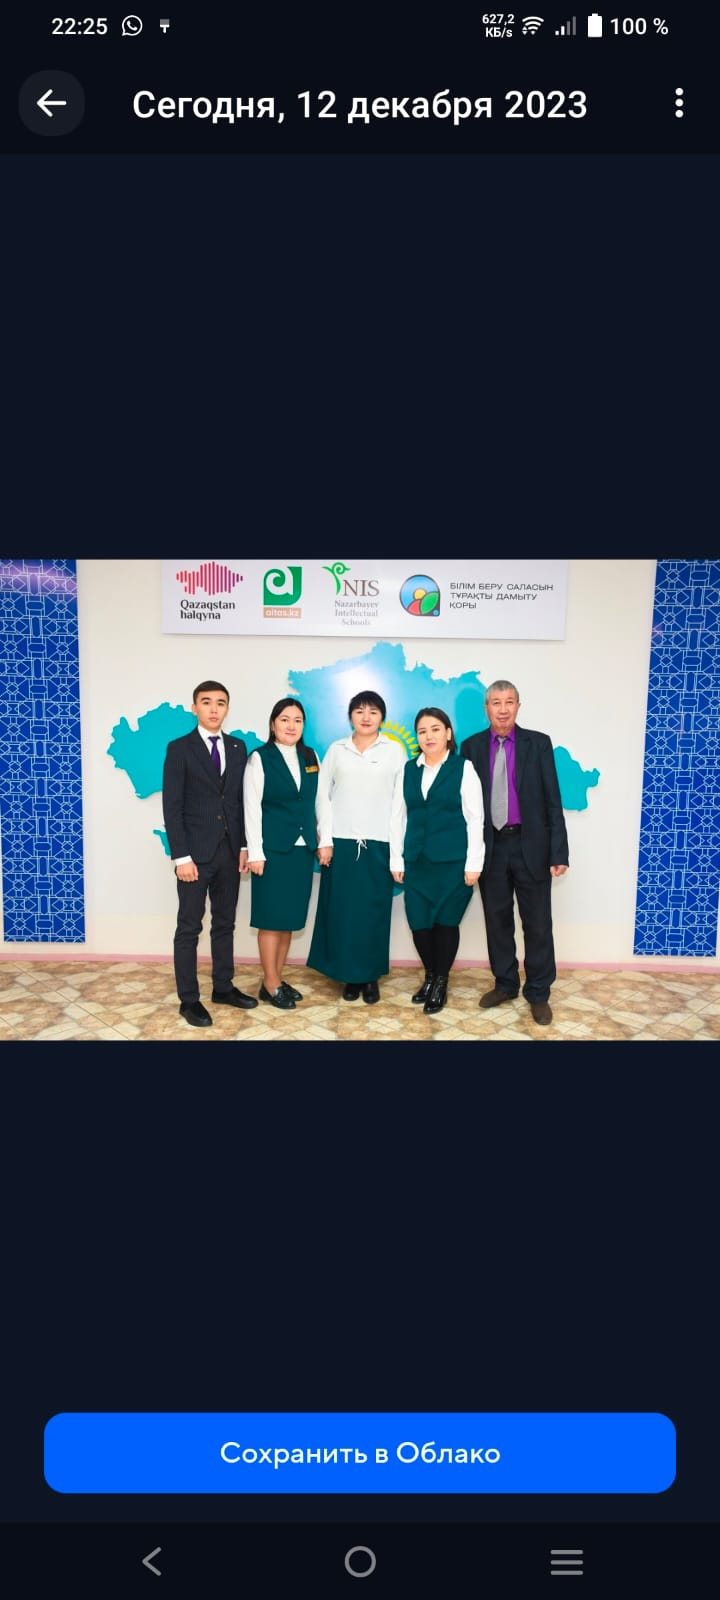 22:25
627,2
КБ/s
100 %
Сегодня, 12 декабря 2023
Qazaqstan
halqyna
aitas.kz
NIS
Nazarbayev
Intellectual
Schools
БІЛІМ БЕРУ САЛАСЫН
ТҰРАҚТЫ ДАМЫТУ
ҚОРЫ
Сохранить в Облако